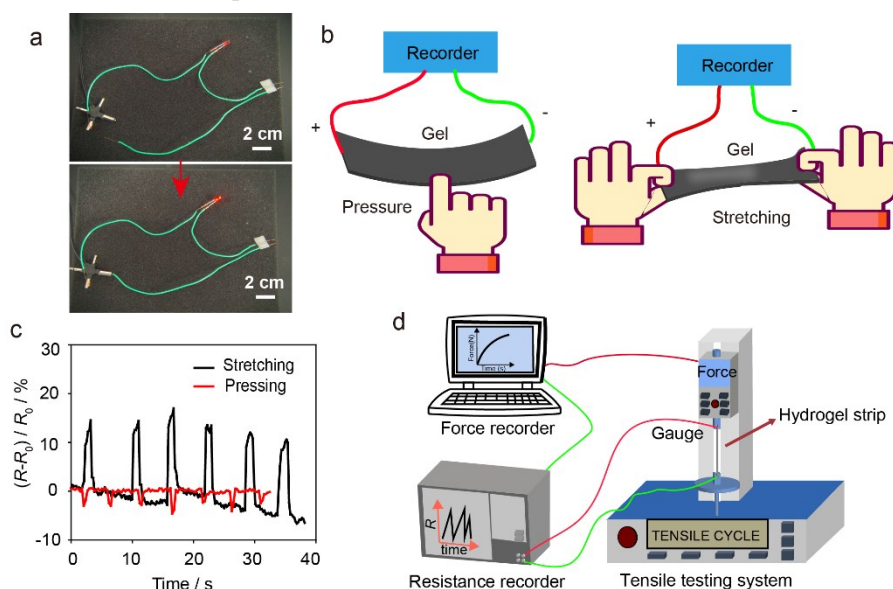 a
2 cm
2 cm
b
Recorder
+
-
Gel
Pressure
Recorder
+
-
Gel
Stretching
c
30
20
10
0
-10
(R-R0) / R0 / %
Stretching
Pressing
0
10
20
30
40
Time / s
d
Force(N)
Time (s)
Force recorder
Force
Gauge
Hydrogel strip
R
time
Resistance recorder
TENSILE CYCLE
Tensile testing system